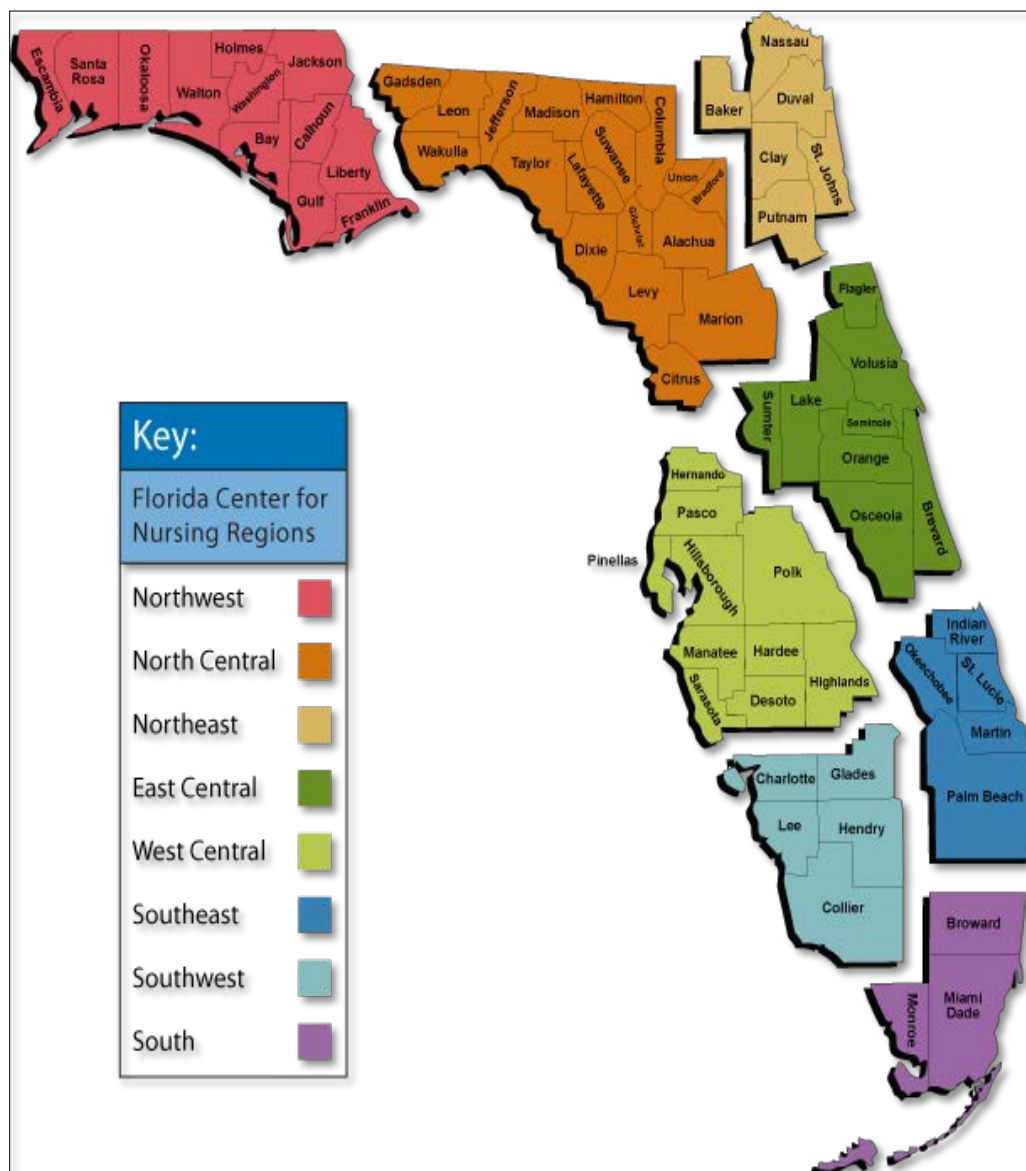 Escambia
Santa
Rosa
Okaloosa
Walton
Holmes
Washington
Jackson
Bay
Calhoun
Liberty
Gulf
Franklin
Gadsden
Leon
Wakulla
Jefferson
Madison
Hamilton
Columbia
Taylor
Lafayette
Suwanee
Union
Bradford
Gilchrist
Dixie
Alachua
Levy
Marion
Citrus
Nassau
Baker
Duval
Clay
St. Johns
Putnam
Flagler
Volusia
Sumter
Lake
Seminole
Orange
Osceola
Brevard
Hernando
Pasco
Pinellas
Hillsborough
Polk
Manatee
Hardee
Highlands
Sarasota
Desoto
Indian
River
Okeechobee
St. Lucie
Martin
Palm Beach
Charlotte
Glades
Lee
Hendry
Collier
Broward
Monroe
Miami
Dade
Key:
Florida Center for
Nursing Regions
Northwest
North Central
Northeast
East Central
West Central
Southeast
Southwest
South